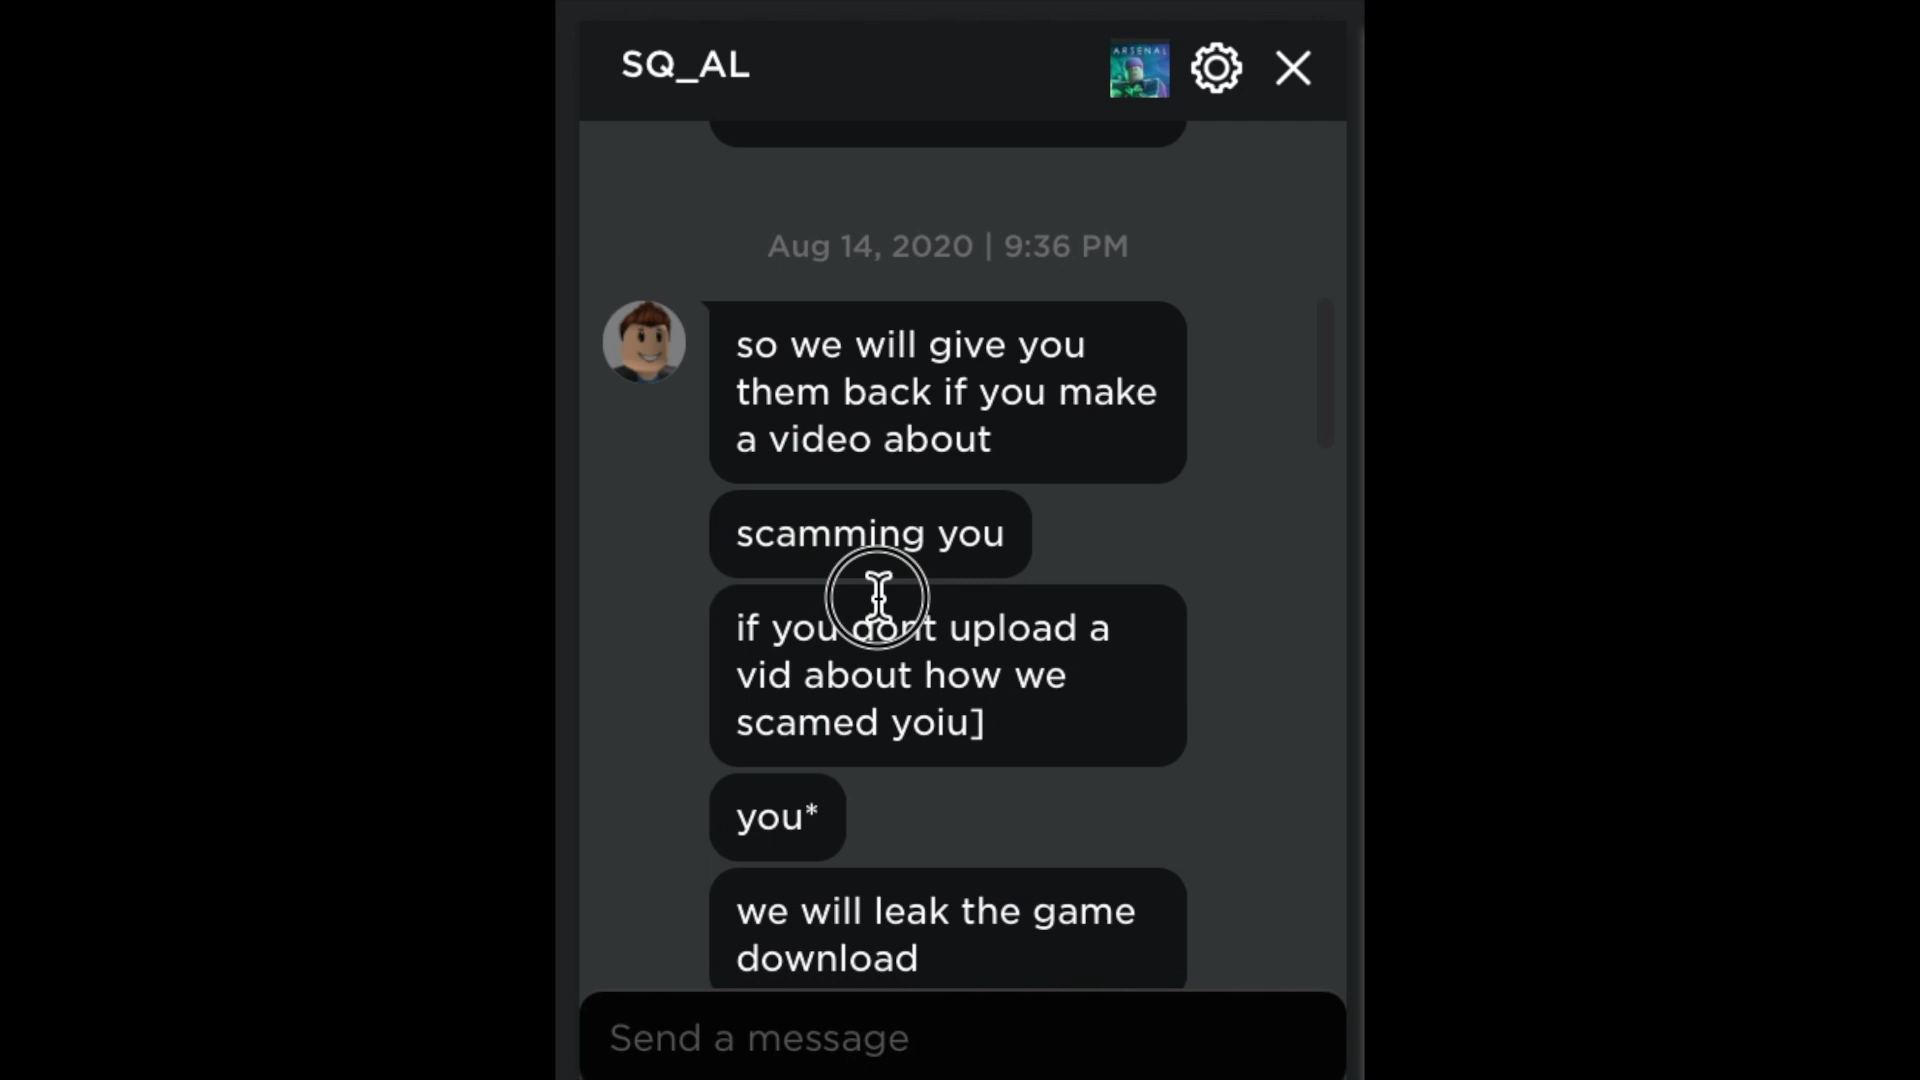 SQ_AL
ARSENAL
Aug 14, 2020 | 9:36 PM
so we will give you
them back if you make
a video about
scamming you
if you dont upload a
vid about how we
scamed yoiu]
you*
we will leak the game
download
Send a message